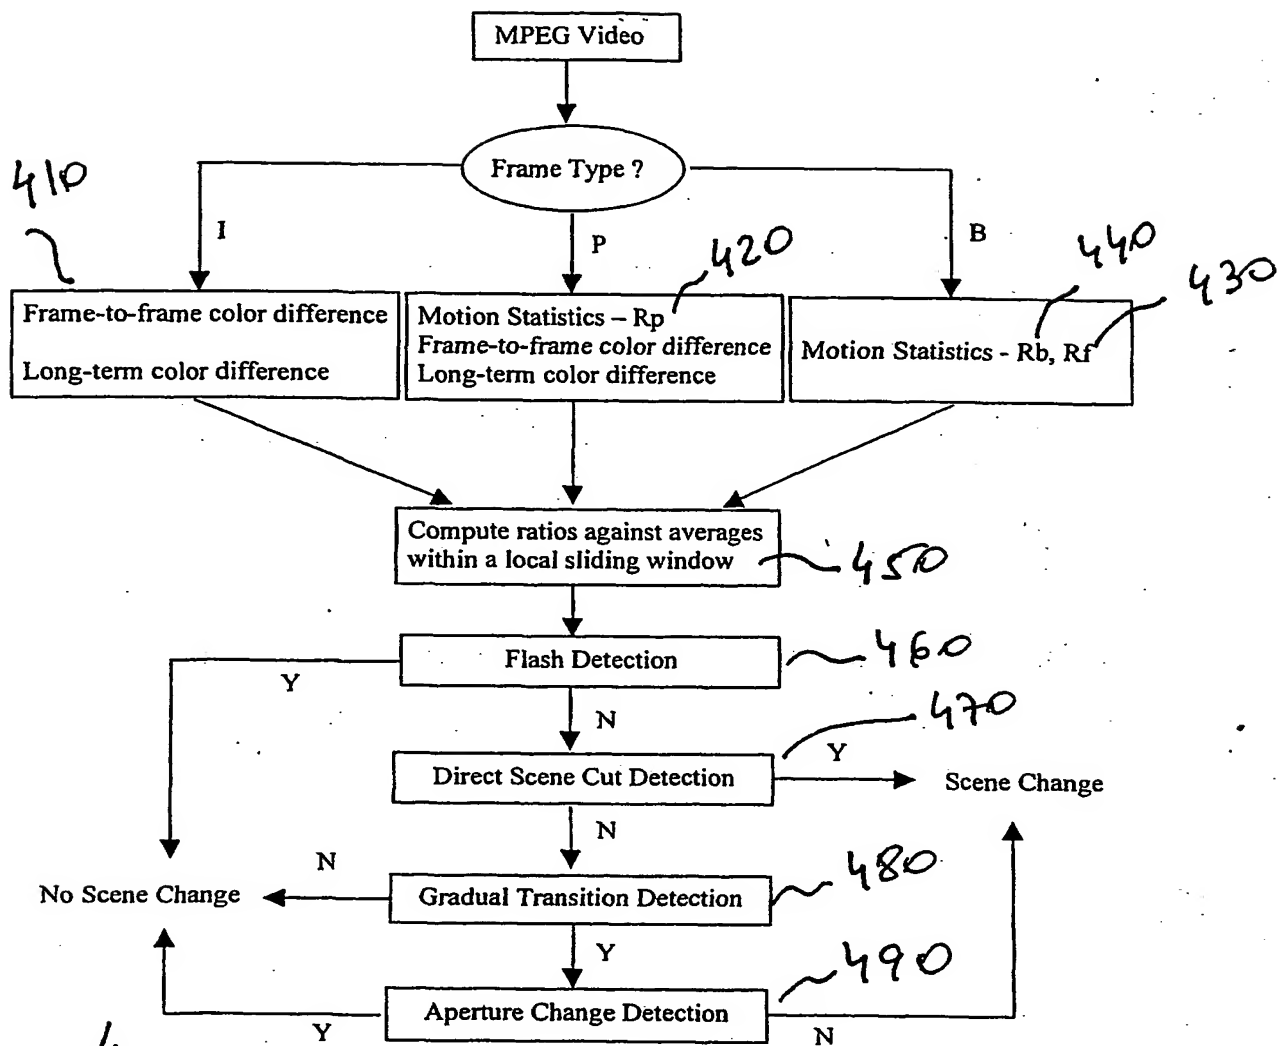 MPEG Video
Frame Type ?
410
I
P
B
420
440
430
Frame-to-frame color difference
Long-term color difference
Motion Statistics – Rp
Frame-to-frame color difference
Long-term color difference
Motion Statistics - Rb, Rf
Compute ratios against averages
within a local sliding window
450
Flash Detection
460
Y
N
470
Direct Scene Cut Detection
Y
Scene Change
N
480
No Scene Change
N
Gradual Transition Detection
Y
490
Aperture Change Detection
Y
N